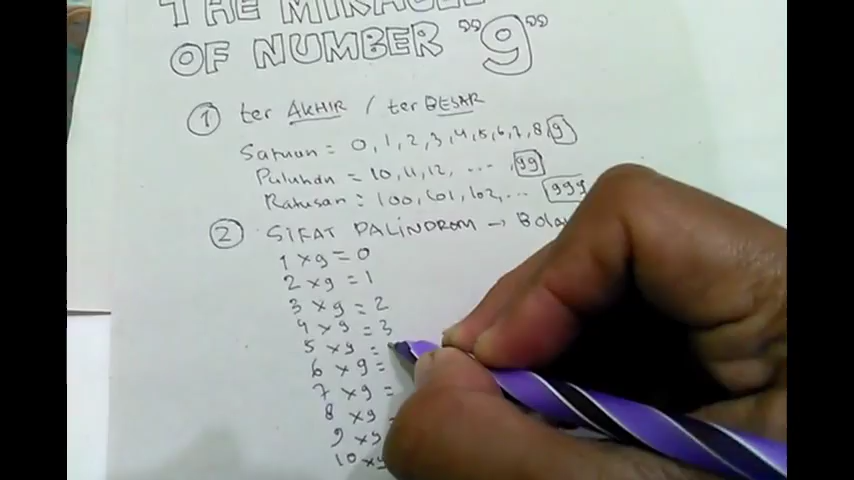 THE MIRACLE
OF NUMBER "9"
1 ter AKHIR / ter BESAR
Satuan = 0, 1, 2, 3, 4, 5, 6, 7, 8, 9
Puluhan = 10, 11, 12, ... , 99
Ratusan = 100, 101, 102, ... 999
2 SIFAT PALINDROM →
1 x 9 = 0
2 x 9 = 1
3 x 9 = 2
4 x 9 = 3
5 x 9 =
6 x 9 =
7 x 9 =
8 x 9
9 x 9
10 x 9